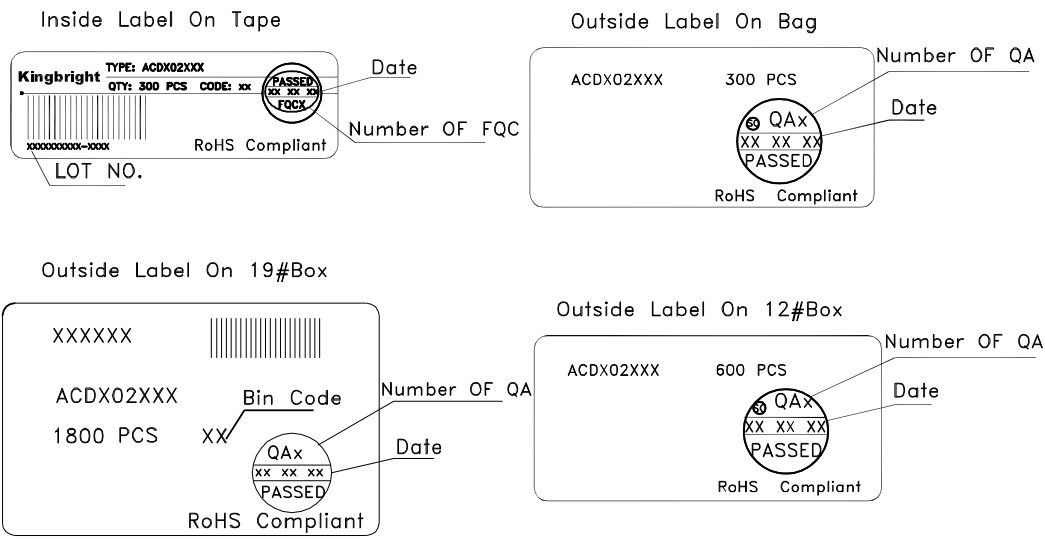 Inside Label On Tape
Kingbright
TYPE: ACDX02XXX
QTY: 300 PCS CODE: xx
PASSED
xx xx xx
FQCX
xxxxxxxxxx-xxxx
RoHS Compliant
Date
Number OF FQC
LOT NO.
Outside Label On Bag
ACDX02XXX 300 PCS
QAx
XX XX XX
PASSED
RoHS Compliant
Number OF QA
Date
Outside Label On 19#Box
XXXXXX
ACDX02XXX
1800 PCS
Bin Code
XX
QAx
xx xx xx
PASSED
RoHS Compliant
Number OF QA
Date
Outside Label On 12#Box
ACDX02XXX 600 PCS
QAx
XX XX XX
PASSED
RoHS Compliant
Number OF QA
Date